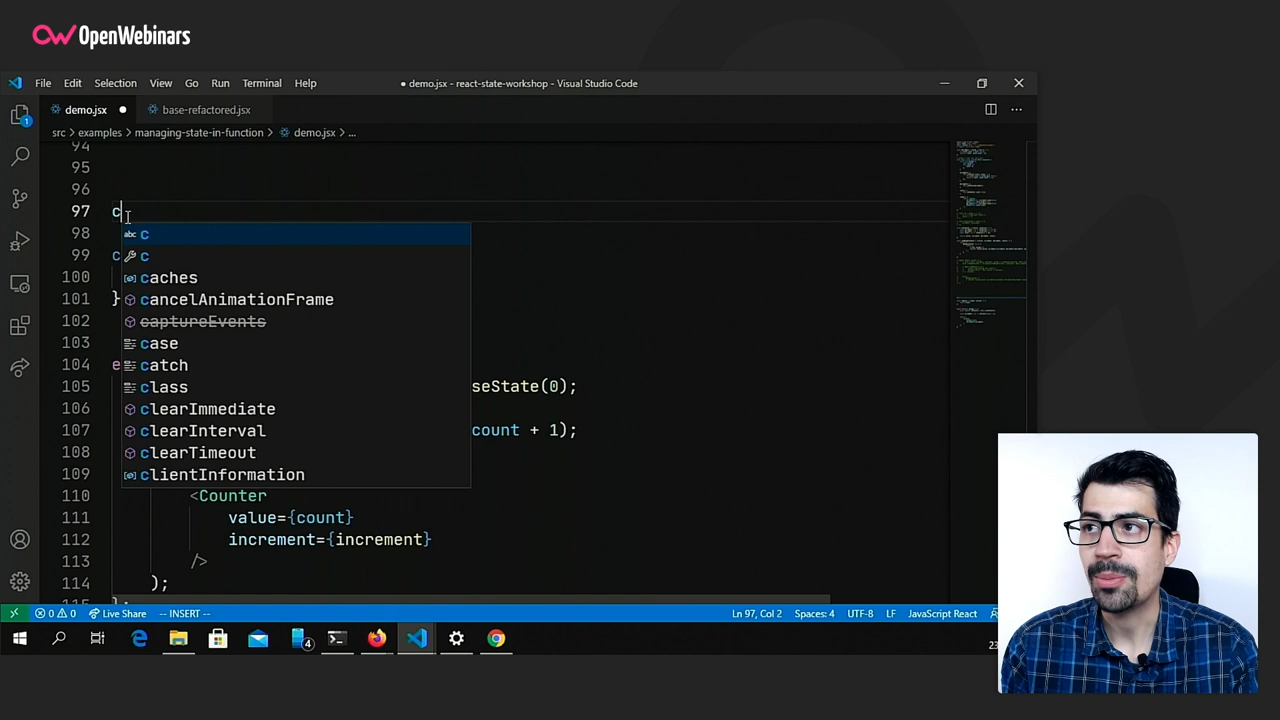 OpenWebinars
File Edit Selection View Go Run Terminal Help
● demo.jsx - react-state-workshop - Visual Studio Code
demo.jsx ● base-refactored.jsx
src > examples > managing-state-in-function > demo.jsx > ...
94
95
96
97 c
98 c
99 c
c
100 caches
101 } cancelAnimationFrame
102 captureEvents
103 case
104 e catch
105 class seState(0);
106 clearImmediate
107 clearInterval count + 1);
108 clearTimeout
109 clientInformation
110 <Counter
111 value={count}
112 increment={increment}
113 />
114 );
115 };
0 0 Live Share -- INSERT -- Ln 97, Col 2 Spaces: 4 UTF-8 LF JavaScript React
4
23